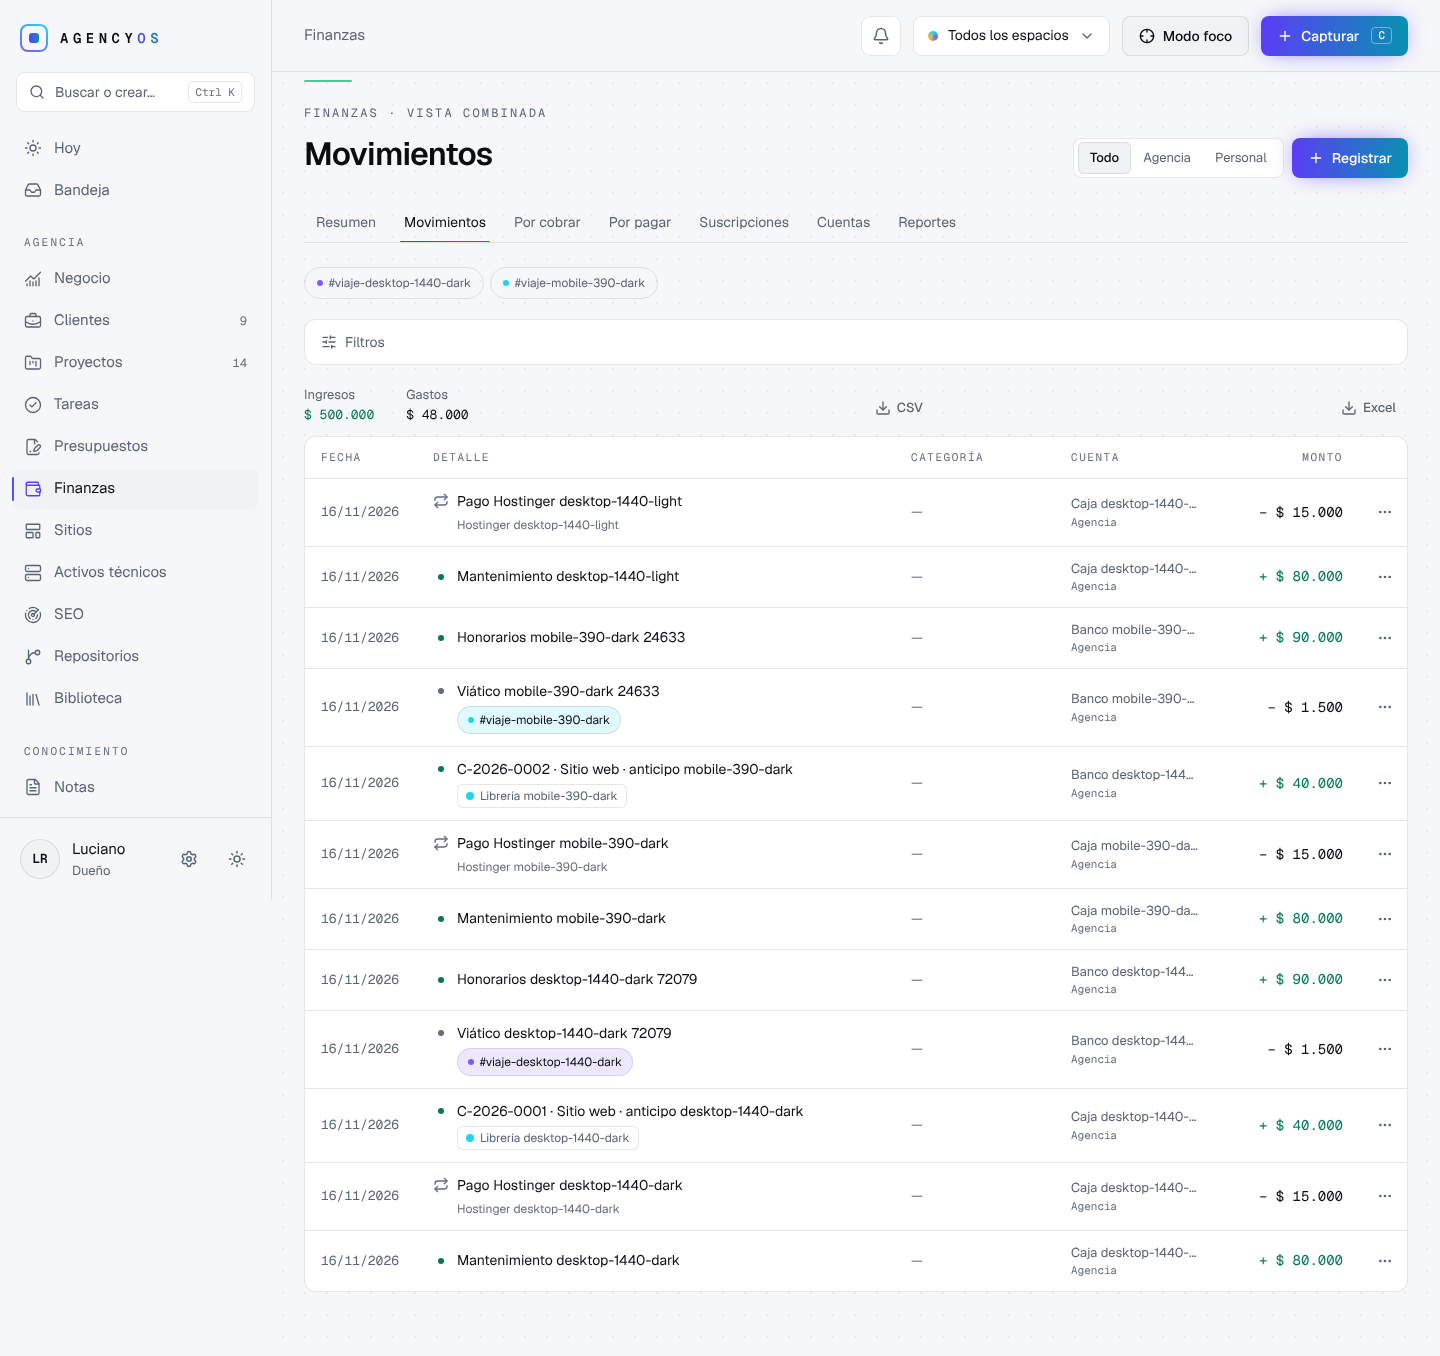 AGENCYOS
Buscar o crear... Ctrl K
Hoy
Bandeja
AGENCIA
Negocio
Clientes 9
Proyectos 14
Tareas
Presupuestos
Finanzas
Sitios
Activos técnicos
SEO
Repositorios
Biblioteca
CONOCIMIENTO
Notas
LR Luciano
Dueño
Finanzas Todos los espacios Modo foco Capturar C
FINANZAS · VISTA COMBINADA
Movimientos Todo Agencia Personal Registrar
Resumen Movimientos Por cobrar Por pagar Suscripciones Cuentas Reportes
#viaje-desktop-1440-dark #viaje-mobile-390-dark
Filtros
Ingresos Gastos
$ 500.000 $ 48.000 CSV Excel
FECHA DETALLE CATEGORÍA CUENTA MONTO
16/11/2026 Pago Hostinger desktop-1440-light — Caja desktop-1440-... – $ 15.000
Hostinger desktop-1440-light Agencia
16/11/2026 Mantenimiento desktop-1440-light — Caja desktop-1440-... + $ 80.000
Agencia
16/11/2026 Honorarios mobile-390-dark 24633 — Banco mobile-390-... + $ 90.000
Agencia
16/11/2026 Viático mobile-390-dark 24633 — Banco mobile-390-... – $ 1.500
#viaje-mobile-390-dark Agencia
16/11/2026 C-2026-0002 · Sitio web · anticipo mobile-390-dark — Banco desktop-144... + $ 40.000
Librería mobile-390-dark Agencia
16/11/2026 Pago Hostinger mobile-390-dark — Caja mobile-390-da... – $ 15.000
Hostinger mobile-390-dark Agencia
16/11/2026 Mantenimiento mobile-390-dark — Caja mobile-390-da... + $ 80.000
Agencia
16/11/2026 Honorarios desktop-1440-dark 72079 — Banco desktop-144... + $ 90.000
Agencia
16/11/2026 Viático desktop-1440-dark 72079 — Banco desktop-144... – $ 1.500
#viaje-desktop-1440-dark Agencia
16/11/2026 C-2026-0001 · Sitio web · anticipo desktop-1440-dark — Caja desktop-1440-... + $ 40.000
Librería desktop-1440-dark Agencia
16/11/2026 Pago Hostinger desktop-1440-dark — Caja desktop-1440-... – $ 15.000
Hostinger desktop-1440-dark Agencia
16/11/2026 Mantenimiento desktop-1440-dark — Caja desktop-1440-... + $ 80.000
Agencia